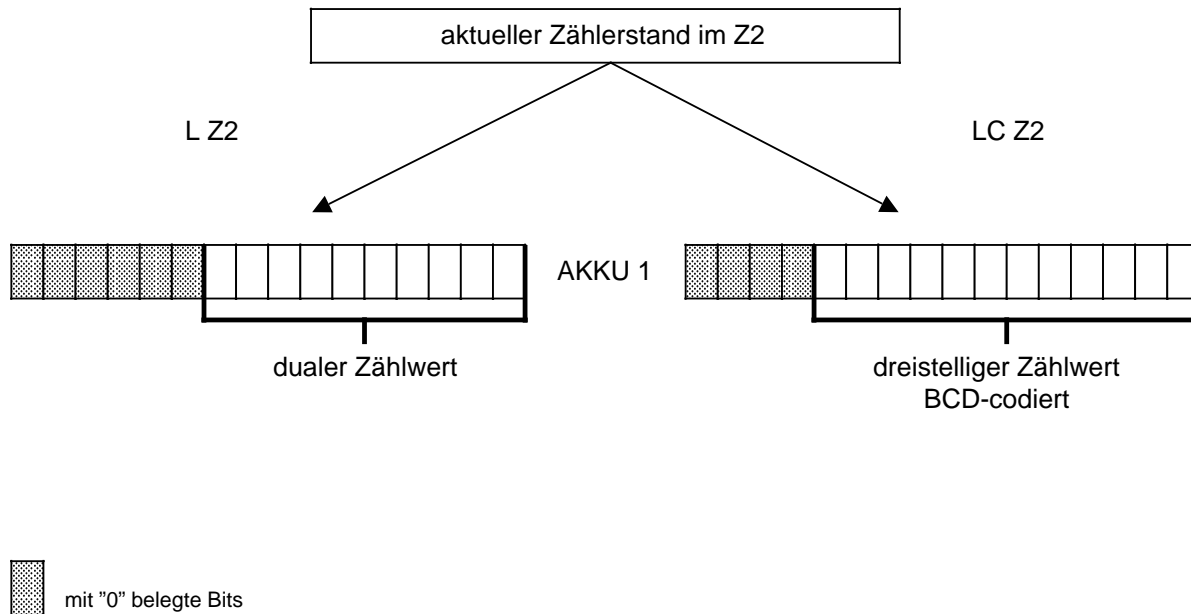 aktueller Zählerstand im Z2
L Z2
LC Z2
AKKU 1
dualer Zählwert
dreistelliger Zählwert
BCD-codiert
mit ”0” belegte Bits